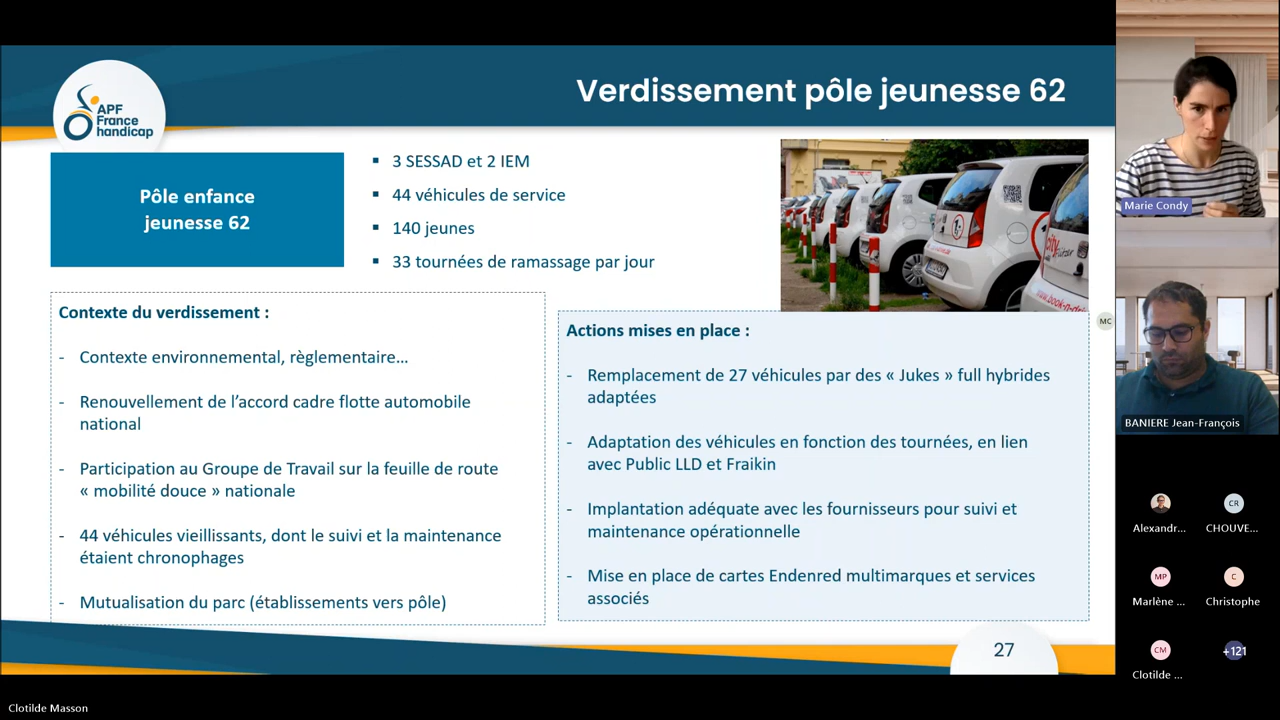 Verdissement pôle jeunesse 62
APF
France
handicap
Pôle enfance
jeunesse 62
▪ 3 SESSAD et 2 IEM
▪ 44 véhicules de service
▪ 140 jeunes
▪ 33 tournées de ramassage par jour
Contexte du verdissement :
- Contexte environnemental, règlementaire…
- Renouvellement de l’accord cadre flotte automobile
national
- Participation au Groupe de Travail sur la feuille de route
« mobilité douce » nationale
- 44 véhicules vieillissants, dont le suivi et la maintenance
étaient chronophages
- Mutualisation du parc (établissements vers pôle)
Actions mises en place :
- Remplacement de 27 véhicules par des « Jukes » full hybrides
adaptées
- Adaptation des véhicules en fonction des tournées, en lien
avec Public LLD et Fraikin
- Implantation adéquate avec les fournisseurs pour suivi et
maintenance opérationnelle
- Mise en place de cartes Endenred multimarques et services
associés
27
Marie Condy
MC
BANIERE Jean-François
CR
Alexandr...
CHOUVE...
MP
C
Marlène ...
Christophe
CM
+121
Clotilde ...
Clotilde Masson